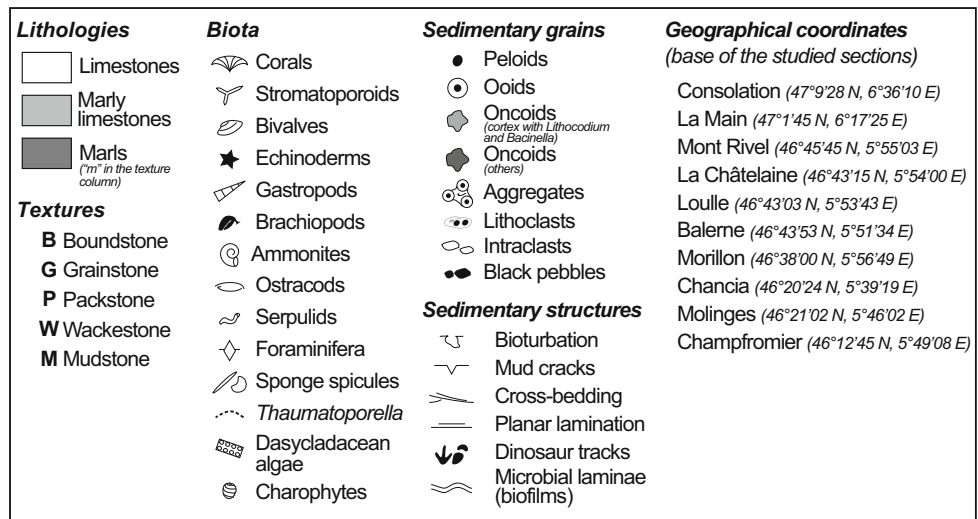 Lithologies
Limestones
Marly
limestones
Marls
("m" in the texture
column)
Textures
B Boundstone
G Grainstone
P Packstone
W Wackestone
M Mudstone
Biota
Corals
Stromatoporoids
Bivalves
Echinoderms
Gastropods
Brachiopods
Ammonites
Ostracods
Serpulids
Foraminifera
Sponge spicules
Thaumatoporella
Dasycladacean
algae
Charophytes
Sedimentary grains
Peloids
Ooids
Oncoids
(cortex with Lithocodium
and Bacinella)
Oncoids
(others)
Aggregates
Lithoclasts
Intraclasts
Black pebbles
Sedimentary structures
Bioturbation
Mud cracks
Cross-bedding
Planar lamination
Dinosaur tracks
Microbial laminae
(biofilms)
Geographical coordinates
(base of the studied sections)
Consolation (47°9'28 N, 6°36'10 E)
La Main (47°1'45 N, 6°17'25 E)
Mont Rivel (46°45'45 N, 5°55'03 E)
La Châtelaine (46°43'15 N, 5°54'00 E)
Loulle (46°43'03 N, 5°53'43 E)
Balerne (46°43'53 N, 5°51'34 E)
Morillon (46°38'00 N, 5°56'49 E)
Chancia (46°20'24 N, 5°39'19 E)
Molinges (46°21'02 N, 5°46'02 E)
Champfromier (46°12'45 N, 5°49'08 E)